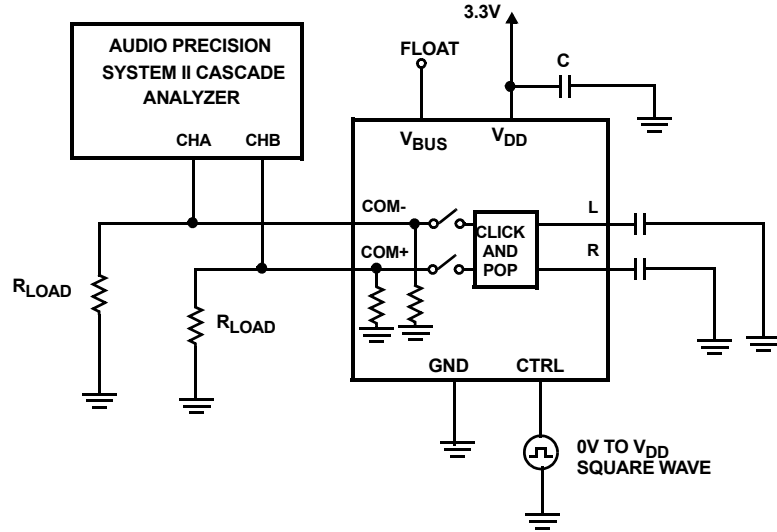 3.3V
AUDIO PRECISION
SYSTEM II CASCADE
ANALYZER
CHA CHB
FLOAT
C
VBUS VDD
COM-
COM+
CLICK
AND
POP
L
R
RLOAD
RLOAD
GND CTRL
0V TO VDD
SQUARE WAVE